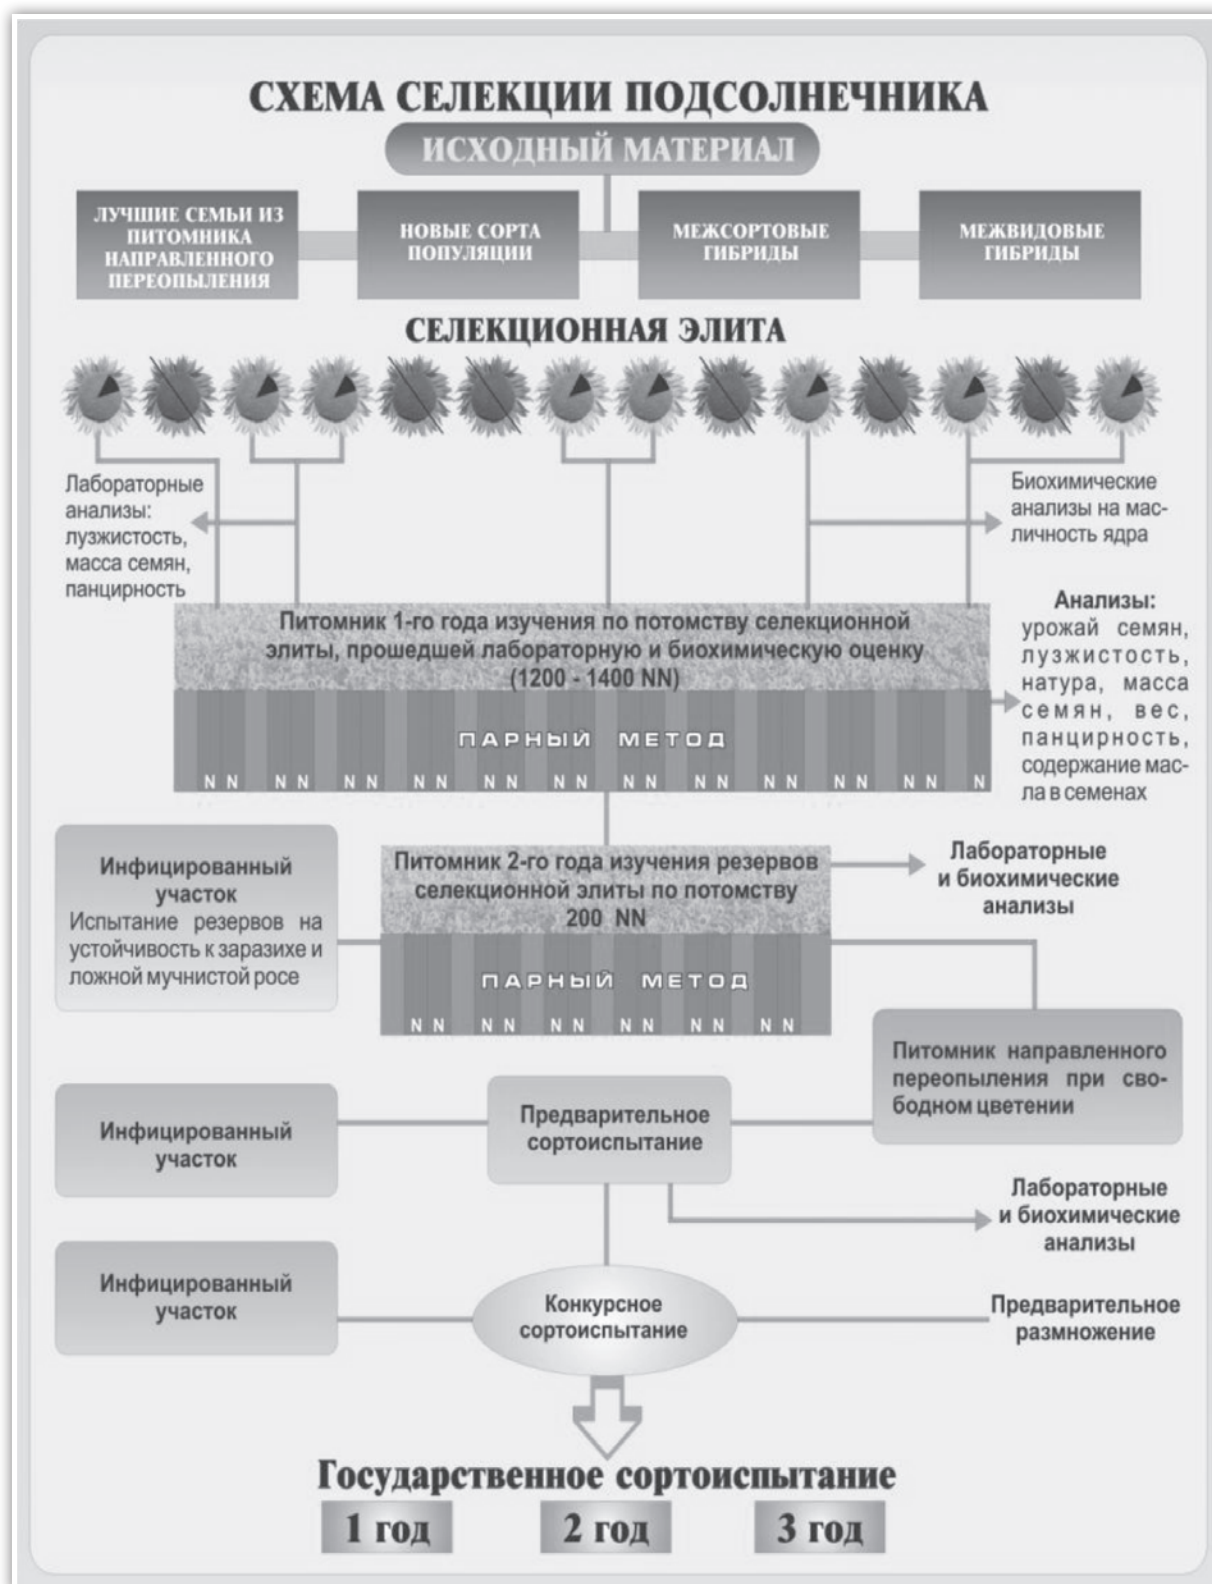 СХЕМА СЕЛЕКЦИИ ПОДСОЛНЕЧНИКА
ИСХОДНЫЙ МАТЕРИАЛ
ЛУЧШИЕ СЕМЬИ ИЗ
ПИТОМНИКА
НАПРАВЛЕННОГО
ПЕРЕОПЫЛЕНИЯ
НОВЫЕ СОРТА
ПОПУЛЯЦИИ
МЕЖСОРТОВЫЕ
ГИБРИДЫ
МЕЖВИДОВЫЕ
ГИБРИДЫ
СЕЛЕКЦИОННАЯ ЭЛИТА
Лабораторные
анализы:
лузжистость,
масса семян,
панцирность
Биохимические
анализы на мас-
личность ядра
Питомник 1-го года изучения по потомству селекционной
элиты, прошедшей лабораторную и биохимическую оценку
(1200 - 1400 NN)
ПАРНЫЙ МЕТОД
N N N N N N N N N N N N N N N N N N N N N N N
Анализы:
урожай семян,
лузжистость,
натура, масса
семян, вес,
панцирность,
содержание мас-
ла в семенах
Инфицированный
участок
Испытание резервов на
устойчивость к заразихе и
ложной мучнистой росе
Питомник 2-го года изучения резервов
селекционной элиты по потомству
200 NN
ПАРНЫЙ МЕТОД
N N N N N N N N N N N N
Лабораторные
и биохимические
анализы
Питомник направленного
переопыления при сво-
бодном цветении
Инфицированный
участок
Предварительное
сортоиспытание
Лабораторные
и биохимические
анализы
Инфицированный
участок
Конкурсное
сортоиспытание
Предварительное
размножение
Государственное сортоиспытание
1 год 2 год 3 год